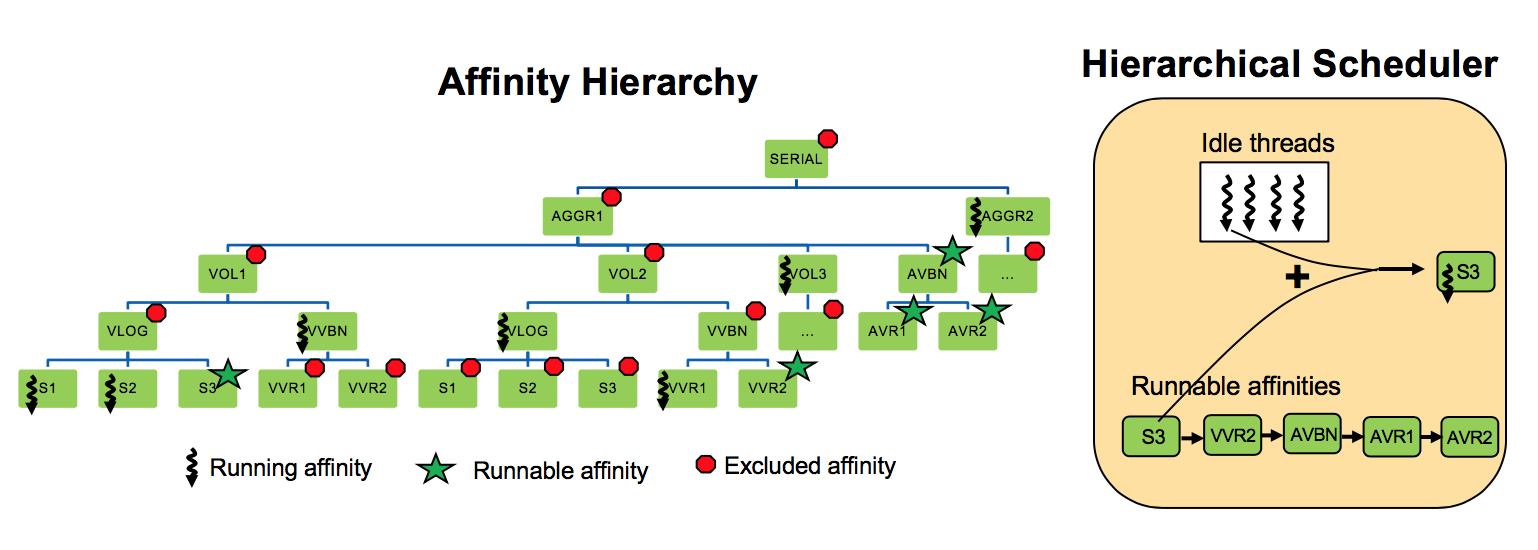 Affinity Hierarchy
SERIAL
AGGR1
AGGR2
VOL1
VOL2
VOL3
AVBN
...
VLOG
VVBN
VLOG
VVBN
...
AVR1
AVR2
S1
S2
S3
VVR1
VVR2
S1
S2
S3
VVR1
VVR2
Running affinity
Runnable affinity
Excluded affinity
Hierarchical Scheduler
Idle threads
+
S3
Runnable affinities
S3
VVR2
AVBN
AVR1
AVR2